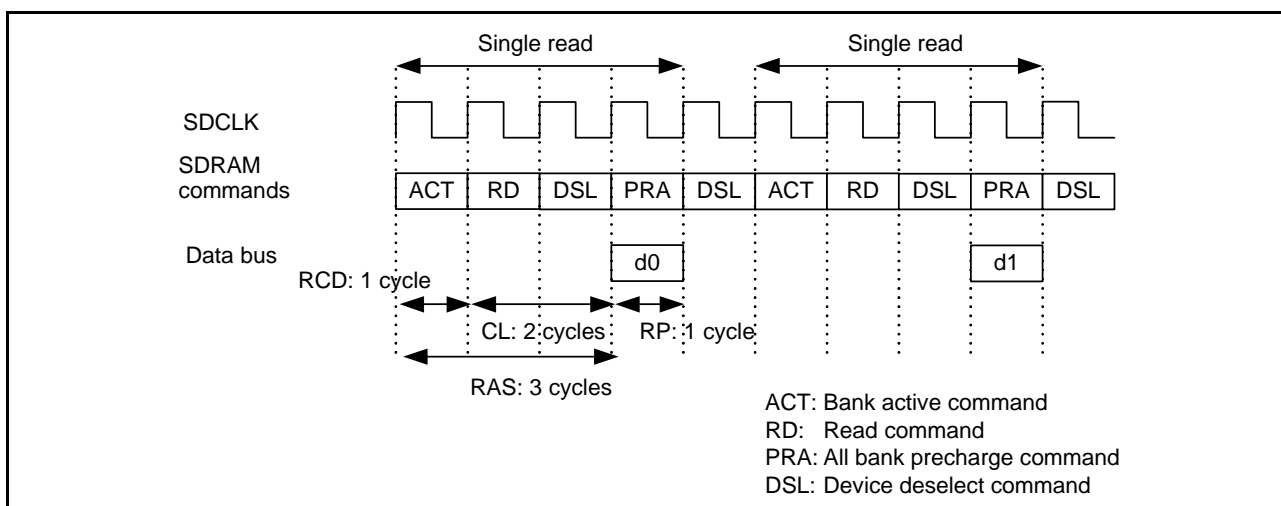 Single read Single read
SDCLK
SDRAM
commands
ACT RD DSL PRA DSL ACT RD DSL PRA DSL
Data bus
d0 d1
RCD: 1 cycle
CL: 2 cycles RP: 1 cycle
RAS: 3 cycles
ACT: Bank active command
RD: Read command
PRA: All bank precharge command
DSL: Device deselect command